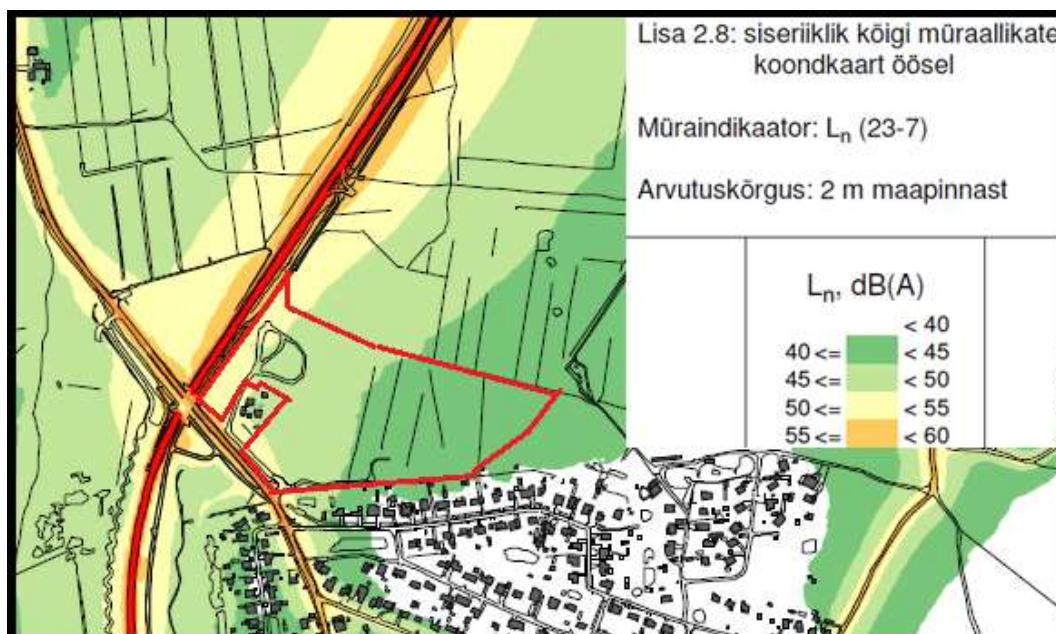 Lisa 2.8: siseriiklik kõigi müraallikate
koondkaart öösel
Müraindikaator: Ln (23-7)
Arvutuskõrgus: 2 m maapinnast
Ln, dB(A)
< 40
40 <= < 45
45 <= < 50
50 <= < 55
55 <= < 60